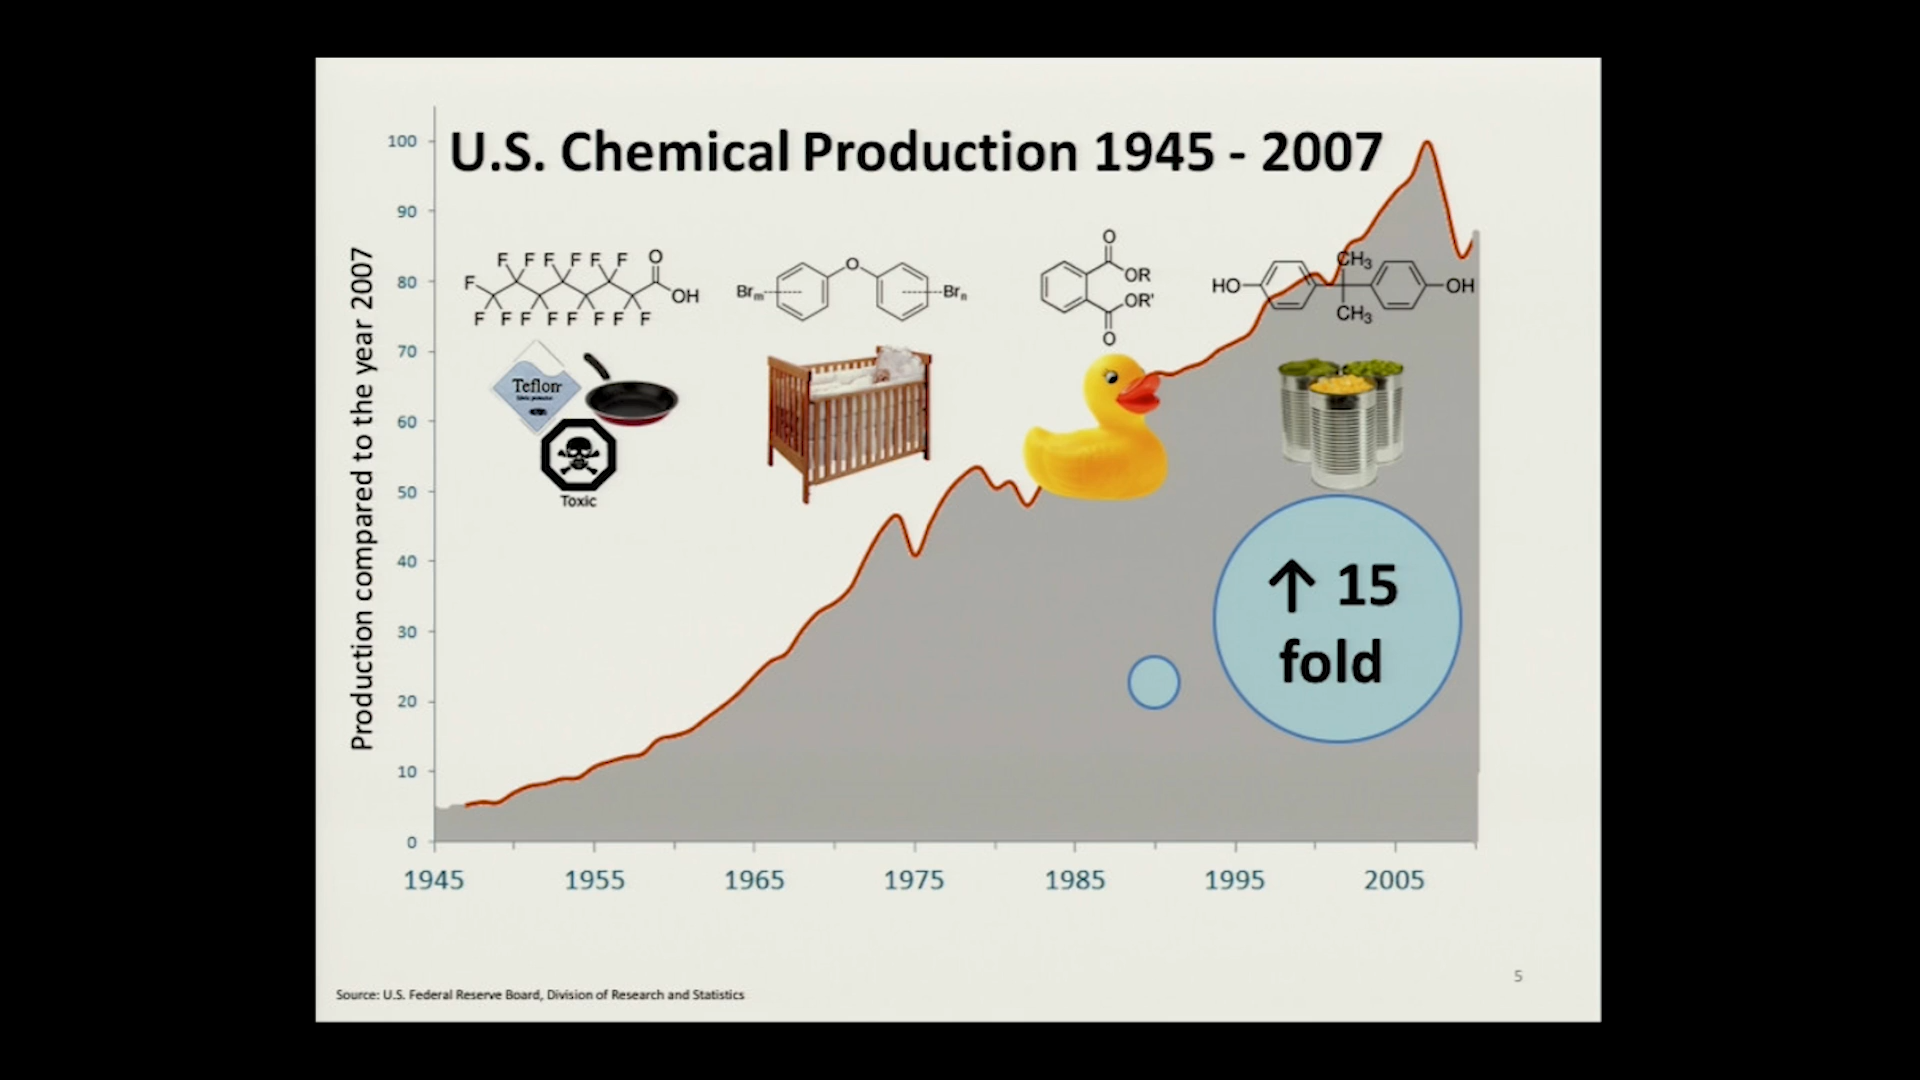 U.S. Chemical Production 1945 - 2007
Production compared to the year 2007
100
90
80
70
60
50
40
30
20
10
0
F F F F F F O
F OH
F F F F F F F
Brm O Brn
O
OR
OR'
O
CH3
HO OH
CH3
Teflon
Toxic
↑ 15
fold
1945 1955 1965 1975 1985 1995 2005
5
Source: U.S. Federal Reserve Board, Division of Research and Statistics